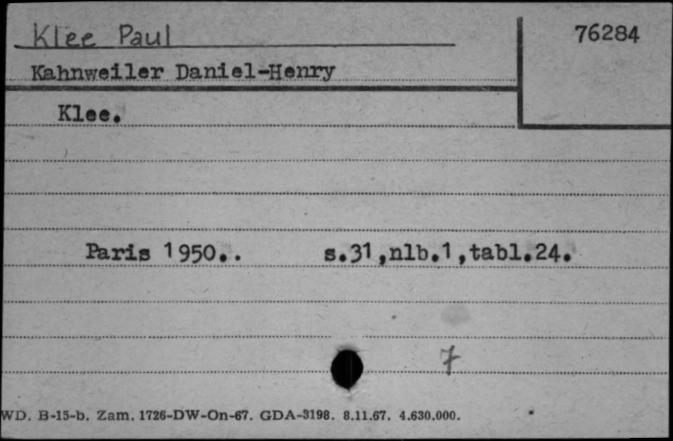 Klee Paul
76284
Kahnweiler Daniel-Henry
Klee.
Paris 1950.. s.31,nlb.1,tabl.24.
7
WD. B-15-b. Zam. 1726-DW-On-67. GDA-3198. 8.11.67. 4.630.000.